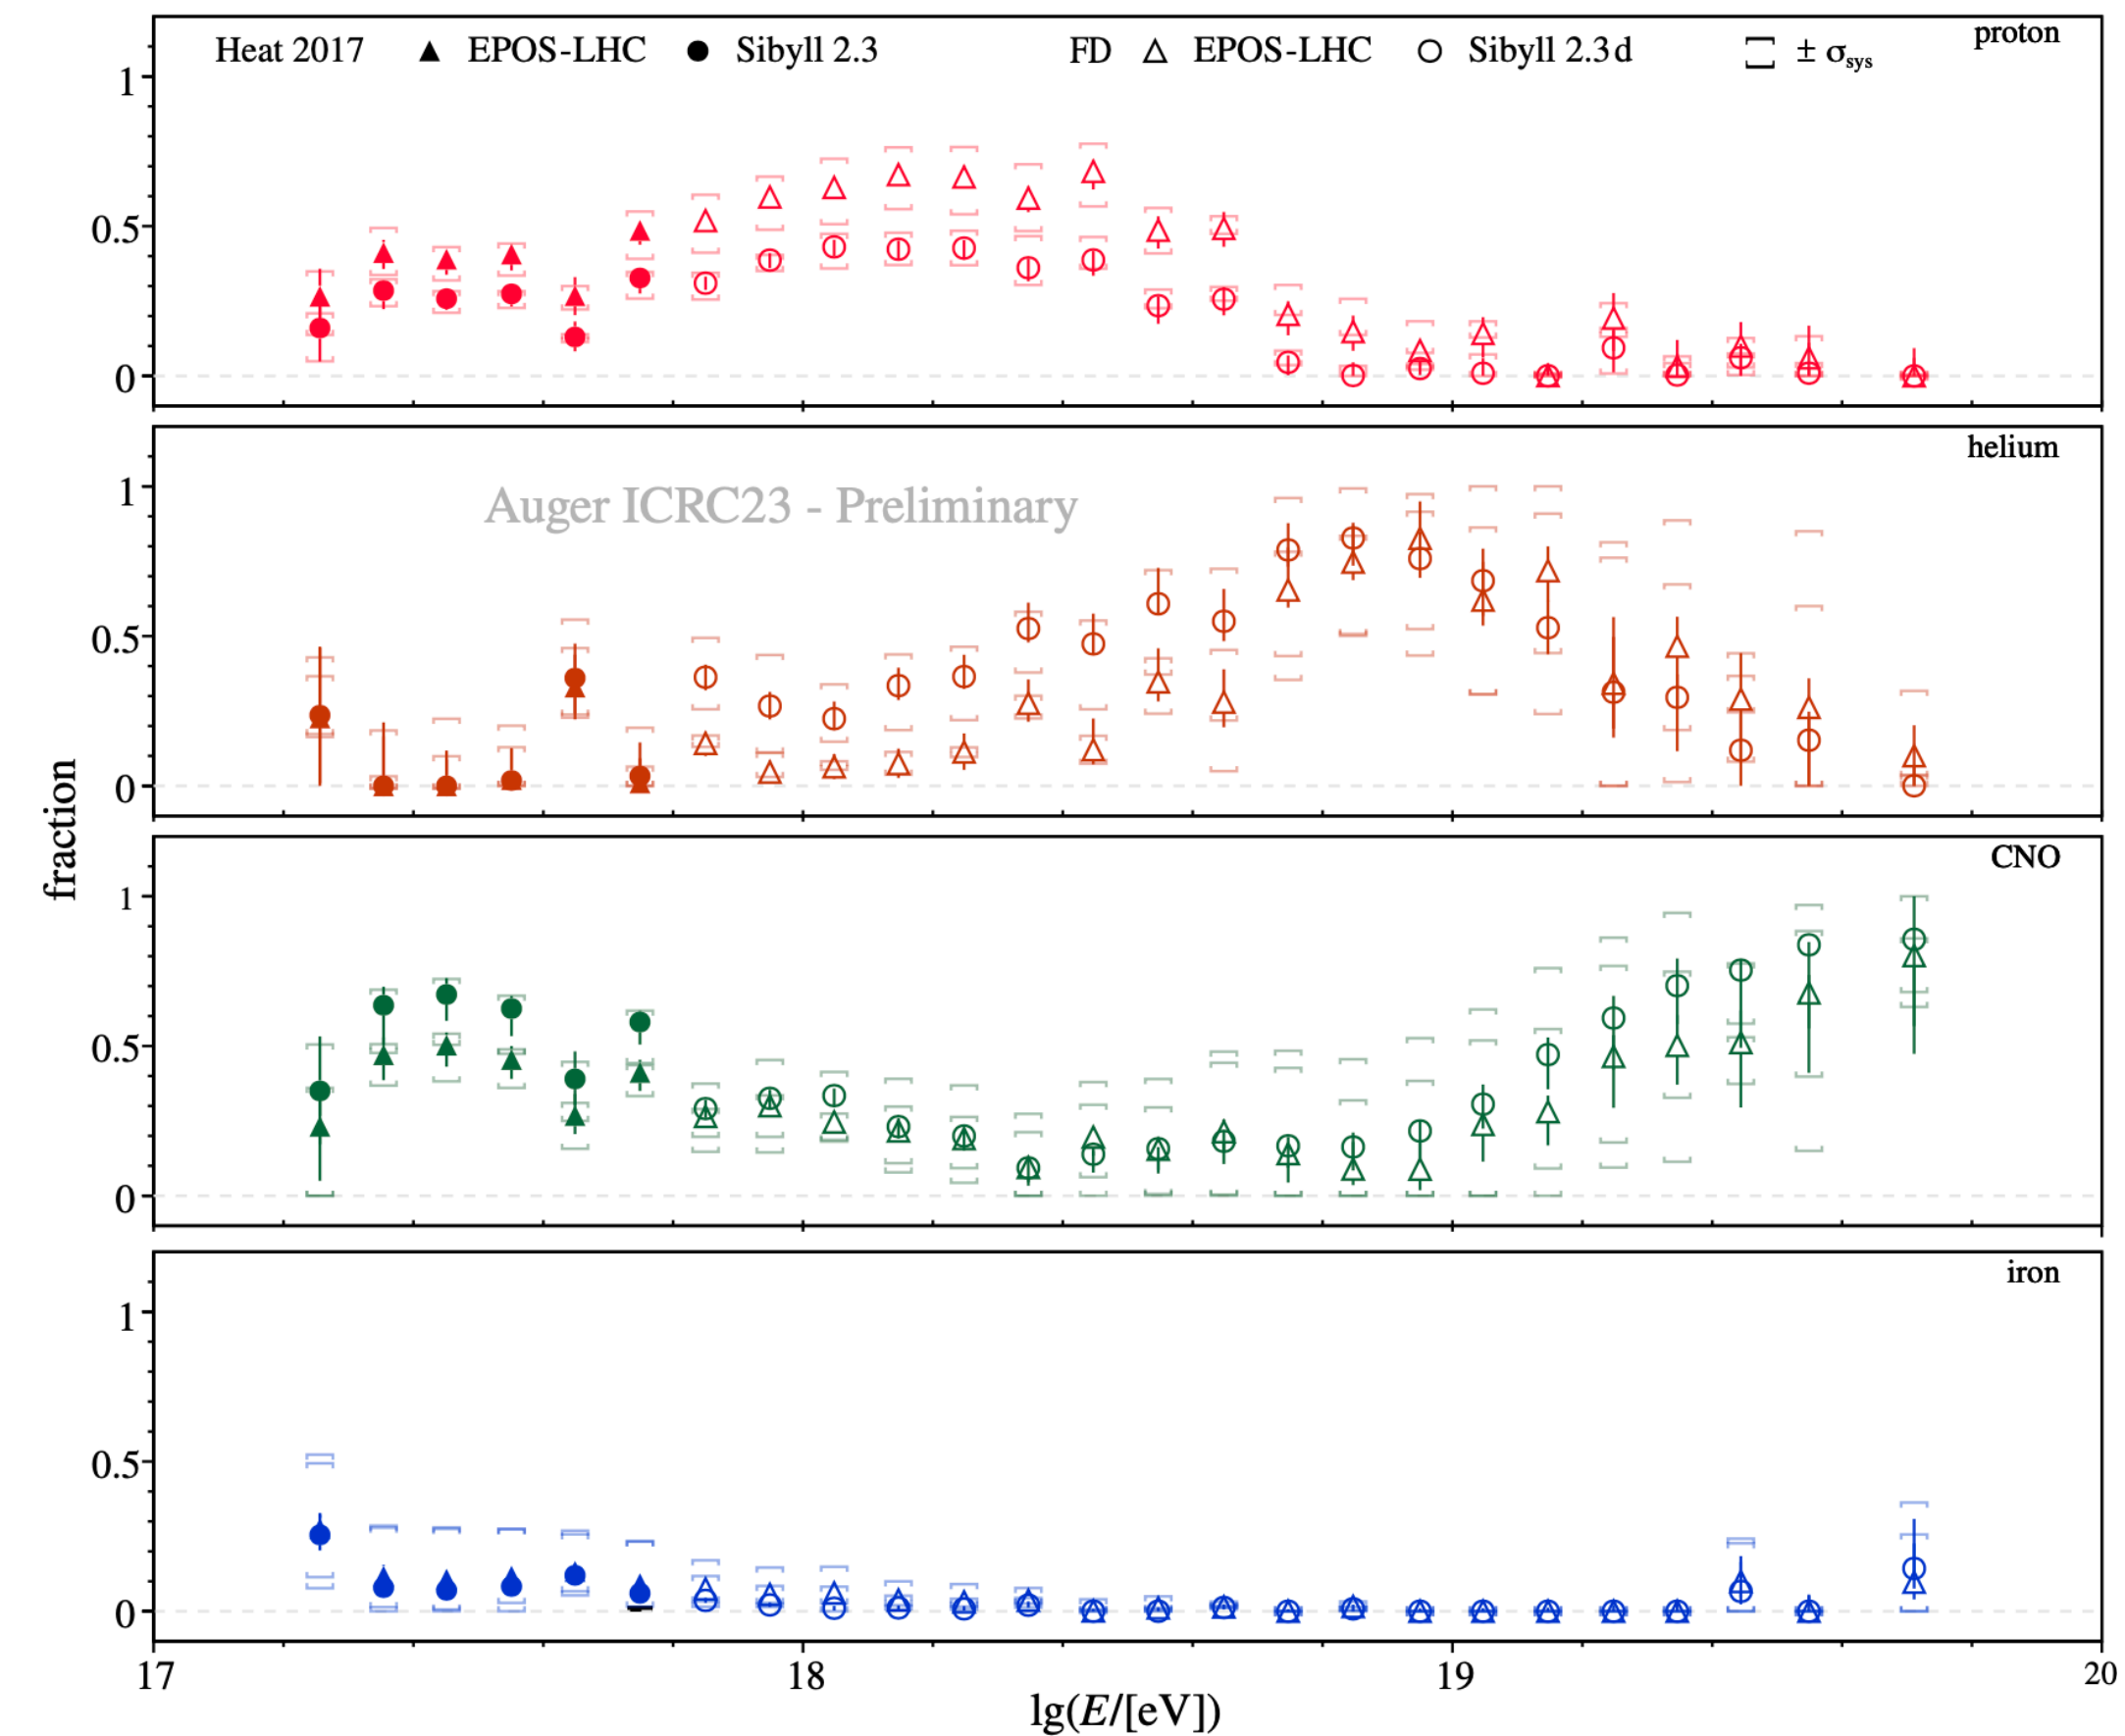 Heat 2017 ▲ EPOS-LHC ● Sibyll 2.3 FD △ EPOS-LHC ○ Sibyll 2.3d ± σsys proton
1
0.5
0
helium
Auger ICRC23 - Preliminary
1
0.5
0
fraction
CNO
1
0.5
0
iron
1
0.5
0
17 18 19 20
lg(E/[eV])